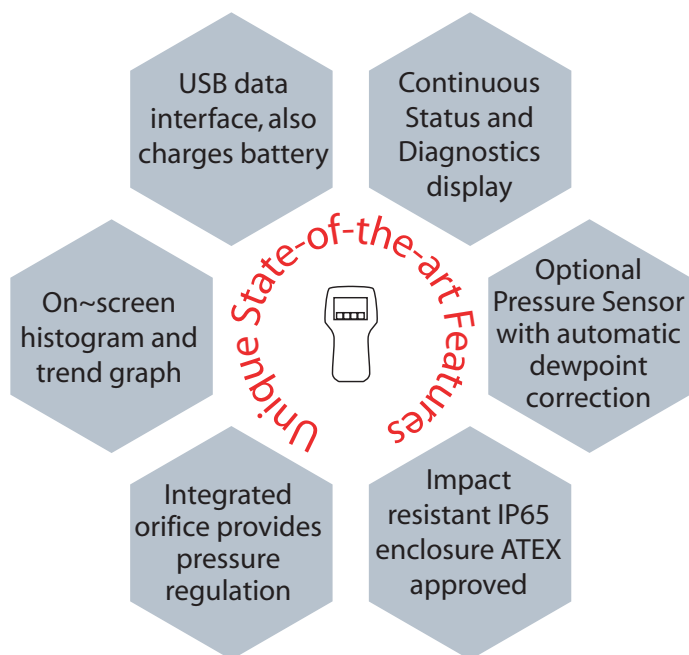 USB data
interface, also
charges battery
Continuous
Status and
Diagnostics
display
On~screen
histogram and
trend graph
Unique State-of-the-art Features
Optional
Pressure Sensor
with automatic
dewpoint
correction
Integrated
orifice provides
pressure
regulation
Impact
resistant IP65
enclosure ATEX
approved